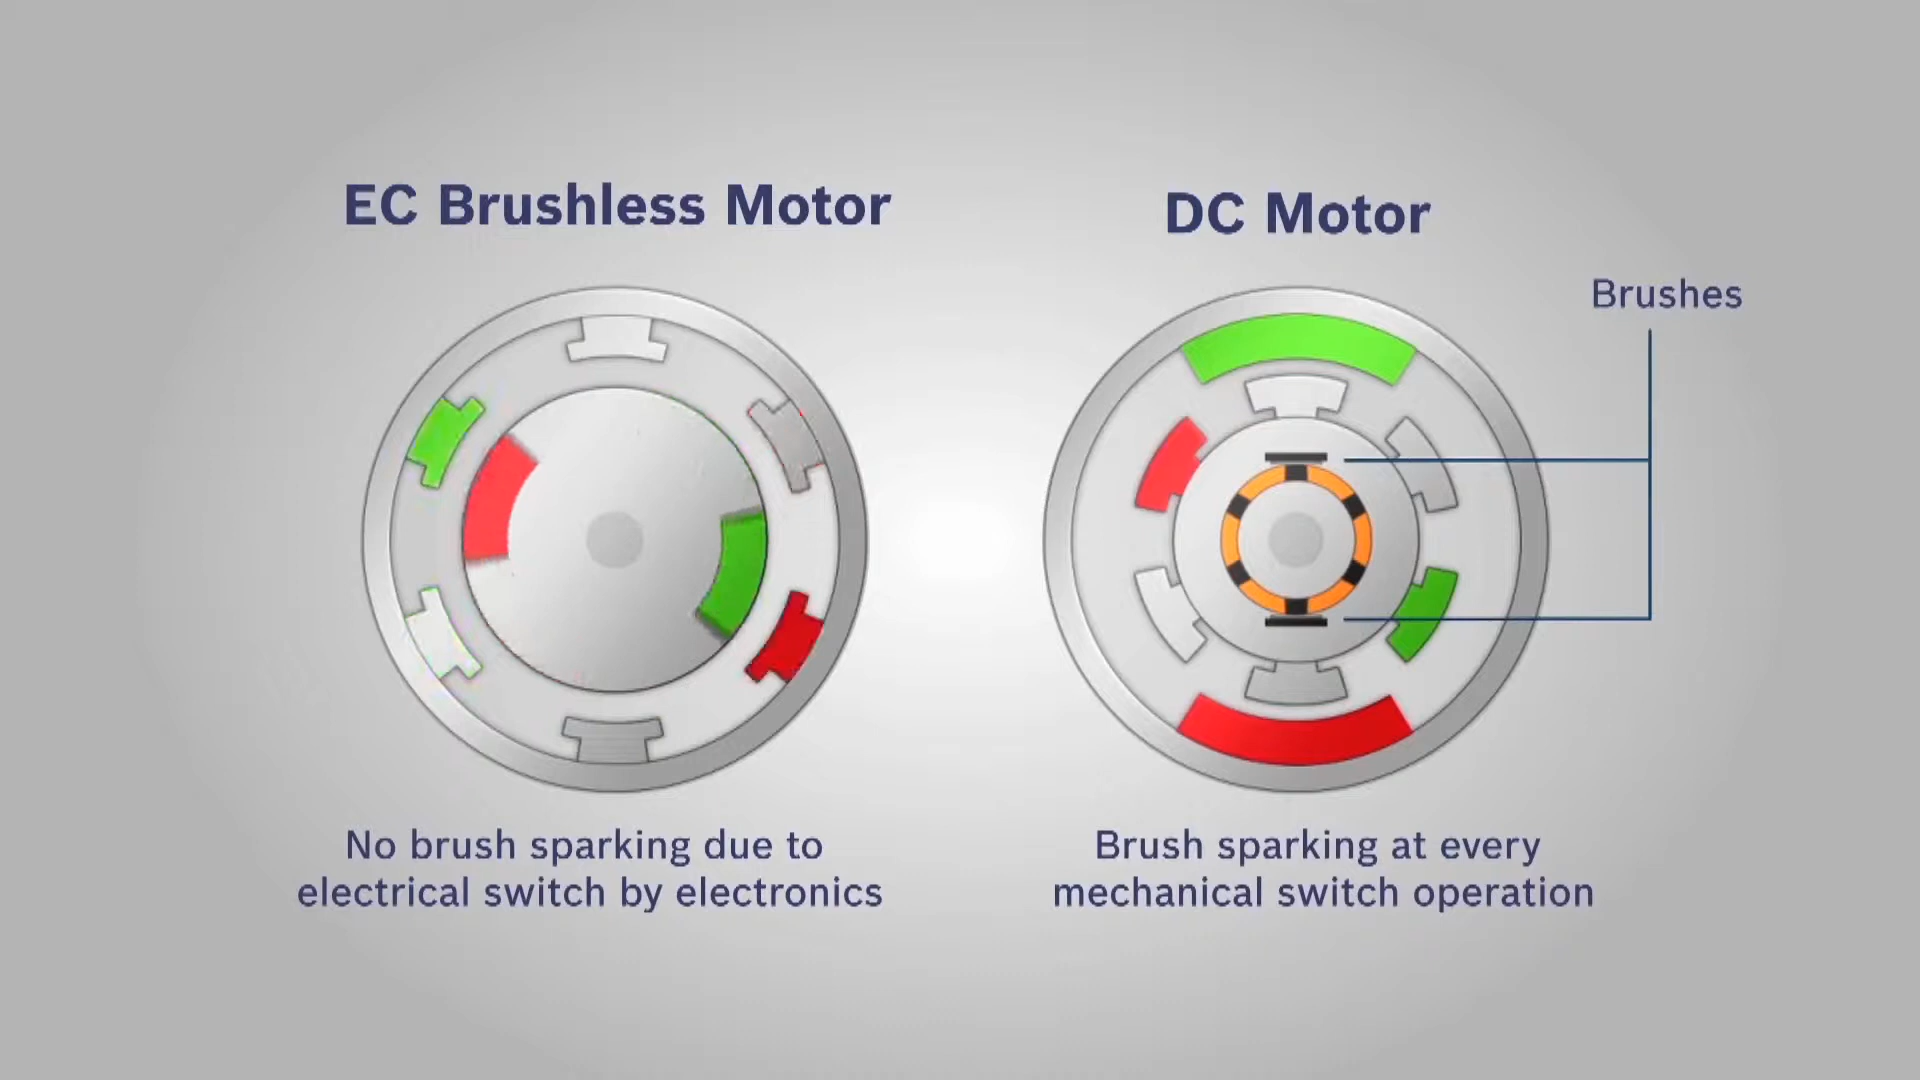 EC Brushless Motor
DC Motor
Brushes
No brush sparking due to
electrical switch by electronics
Brush sparking at every
mechanical switch operation